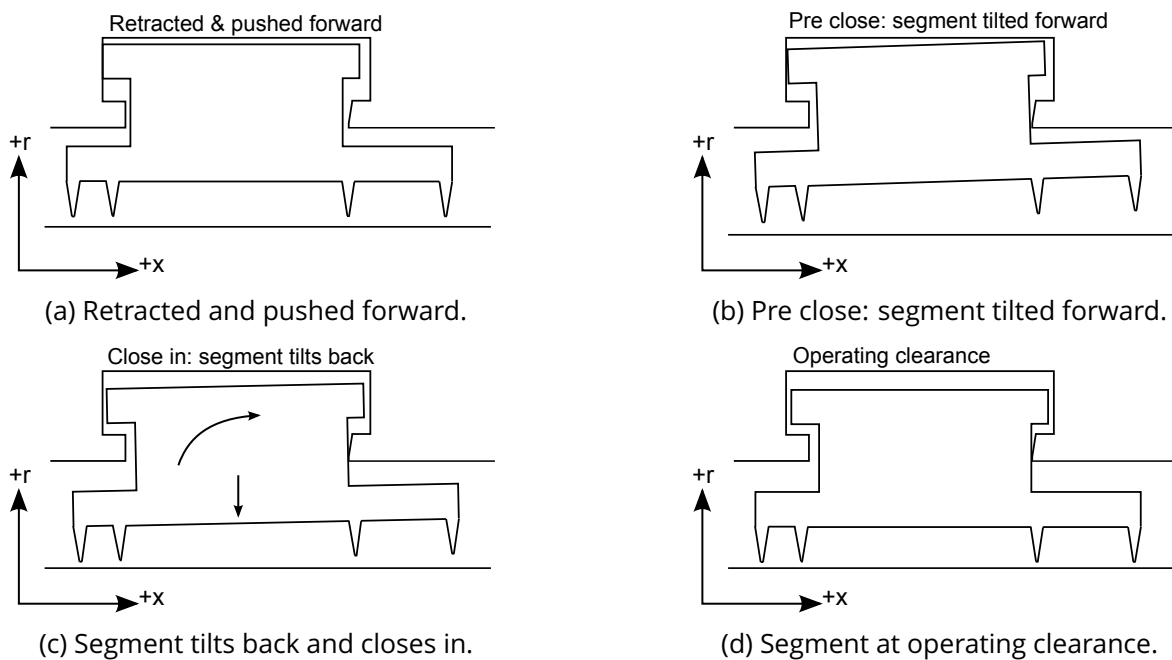 Retracted & pushed forward
+r
+x
(a) Retracted and pushed forward.
Pre close: segment tilted forward
+r
+x
(b) Pre close: segment tilted forward.
Close in: segment tilts back
+r
+x
(c) Segment tilts back and closes in.
Operating clearance
+r
+x
(d) Segment at operating clearance.